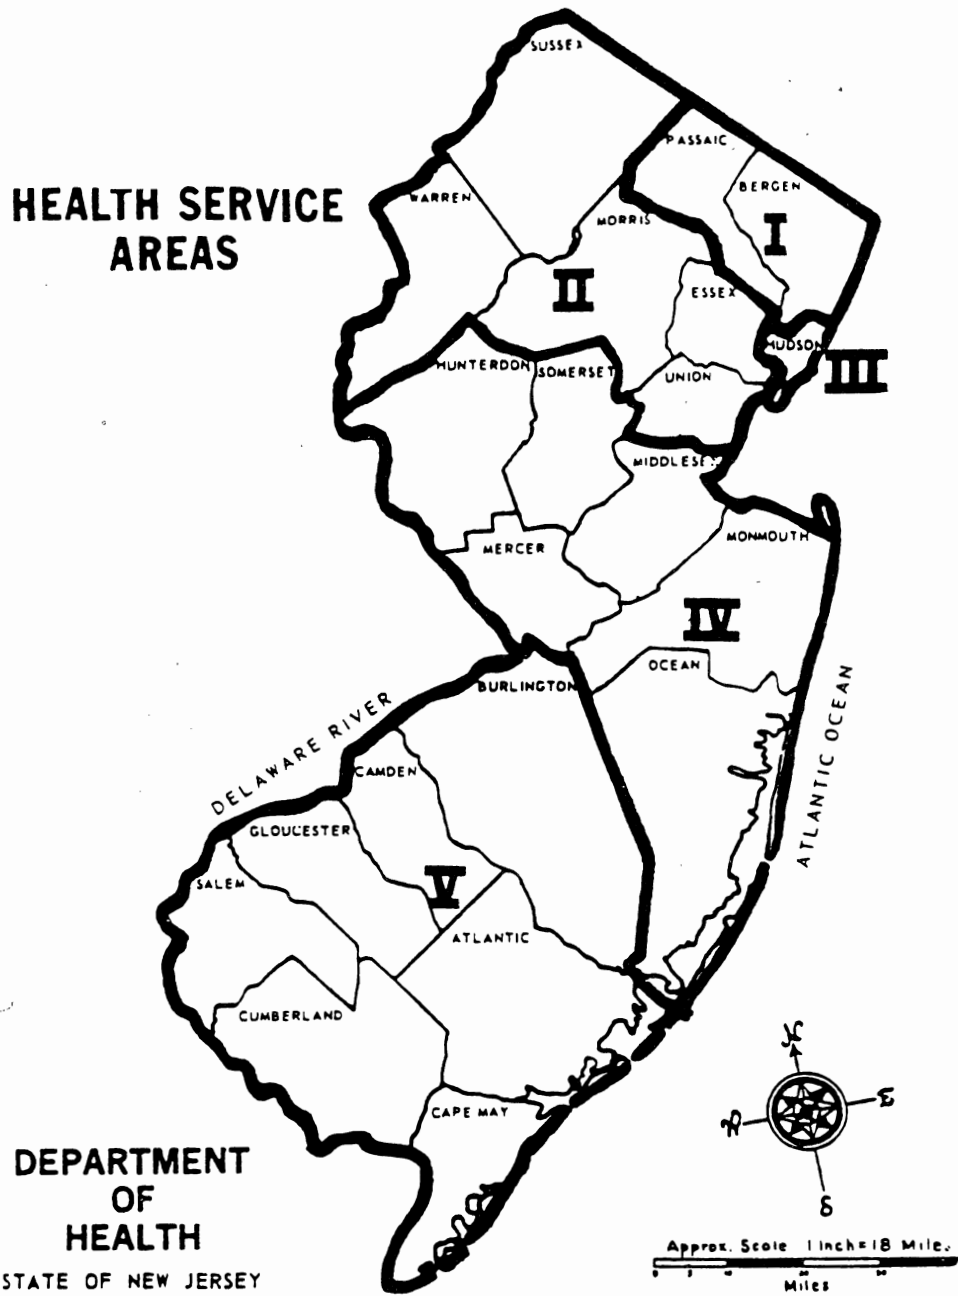 SUSSEX
PASSAIC
BERGEN
HEALTH SERVICE
AREAS
WARREN
MORRIS
I
II
ESSEX
HUDSON
III
HUNTERDON
SOMERSET
UNION
MIDDLESEX
MERCER
MONMOUTH
IV
OCEAN
BURLINGTON
DELAWARE RIVER
ATLANTIC OCEAN
CAMDEN
GLOUCESTER
SALEM
V
ATLANTIC
CUMBERLAND
CAPE MAY
N
E
W
S
DEPARTMENT
OF
HEALTH
STATE OF NEW JERSEY
Approx. Scale 1 Inch = 18 Mile.
Miles